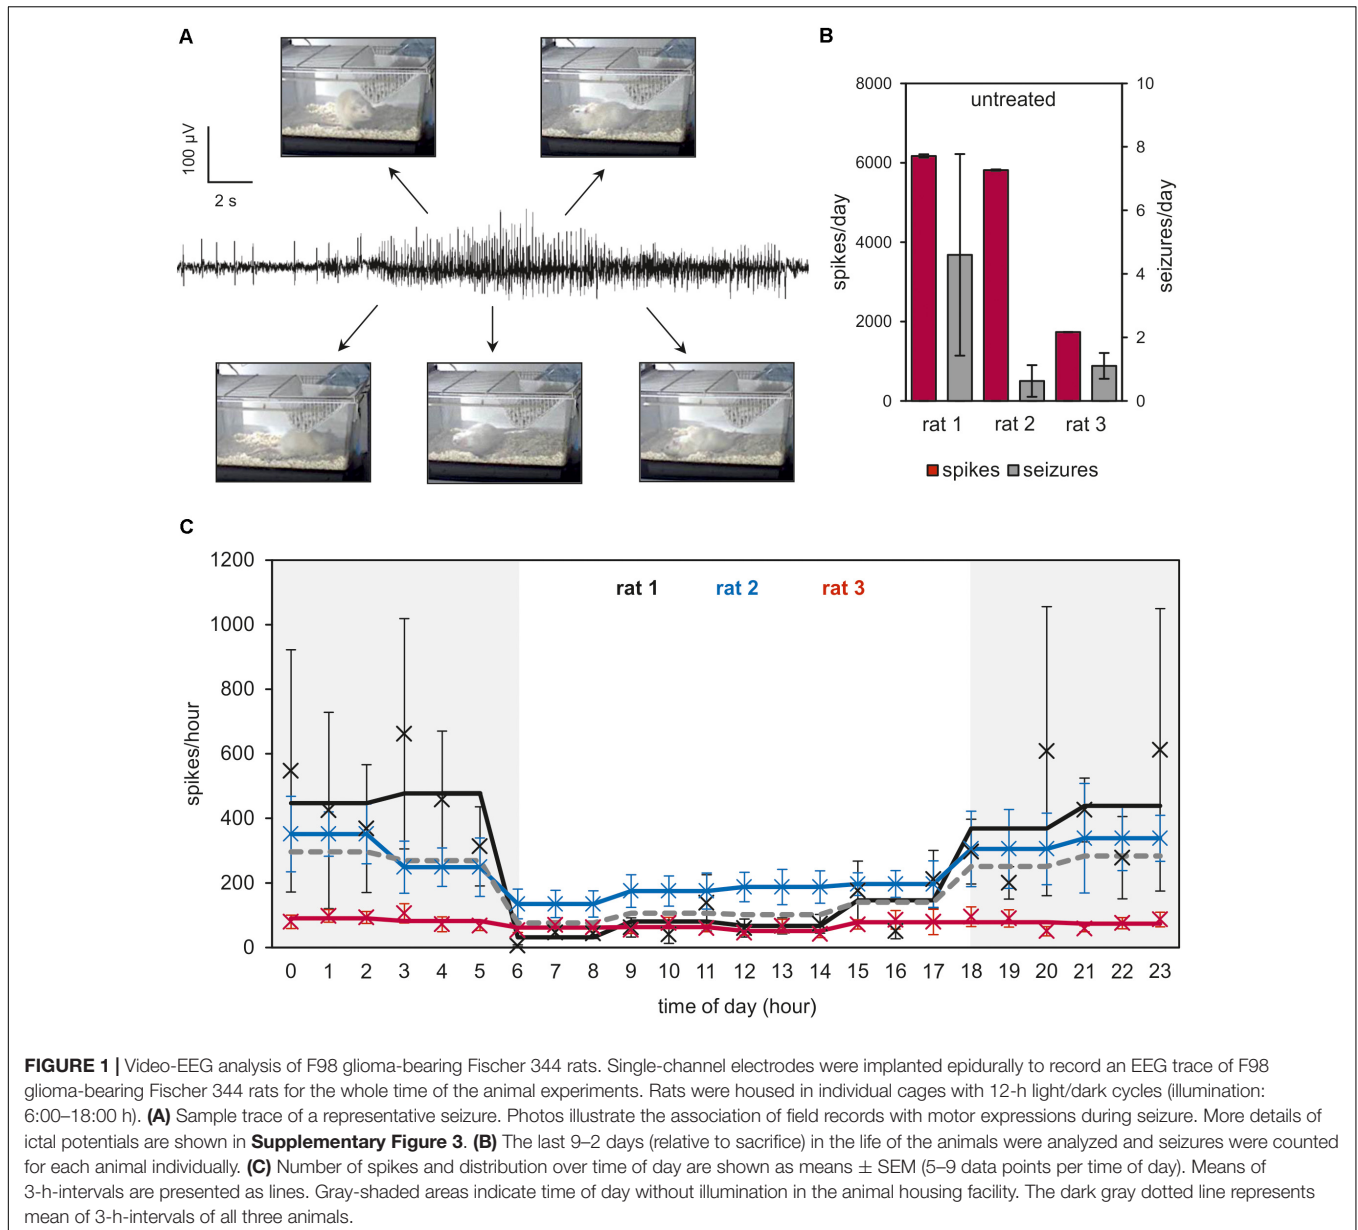 A
100 µV
2 s
B
8000
6000
4000
2000
0
spikes/day
untreated
10
8
6
4
2
0
seizures/day
rat 1 rat 2 rat 3
spikes seizures
C
1200
1000
800
600
400
200
0
spikes/hour
rat 1 rat 2 rat 3
0 1 2 3 4 5 6 7 8 9 10 11 12 13 14 15 16 17 18 19 20 21 22 23
time of day (hour)
FIGURE 1 | Video-EEG analysis of F98 glioma-bearing Fischer 344 rats. Single-channel electrodes were implanted epidurally to record an EEG trace of F98
glioma-bearing Fischer 344 rats for the whole time of the animal experiments. Rats were housed in individual cages with 12-h light/dark cycles (illumination:
6:00–18:00 h). (A) Sample trace of a representative seizure. Photos illustrate the association of field records with motor expressions during seizure. More details of
ictal potentials are shown in Supplementary Figure 3. (B) The last 9–2 days (relative to sacrifice) in the life of the animals were analyzed and seizures were counted
for each animal individually. (C) Number of spikes and distribution over time of day are shown as means ± SEM (5–9 data points per time of day). Means of
3-h-intervals are presented as lines. Gray-shaded areas indicate time of day without illumination in the animal housing facility. The dark gray dotted line represents
mean of 3-h-intervals of all three animals.